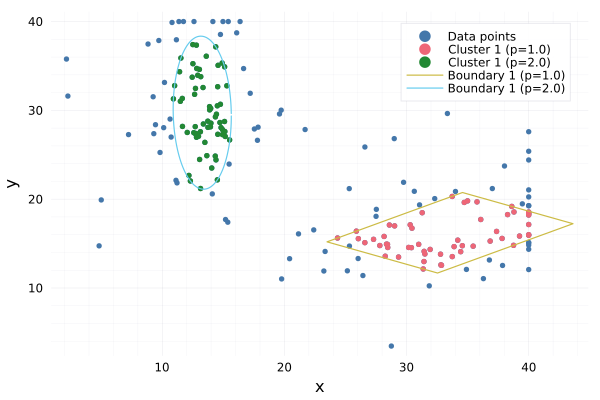 40
30
20
10
y
10
20
30
40
x
Data points
Cluster 1 (p=1.0)
Cluster 1 (p=2.0)
Boundary 1 (p=1.0)
Boundary 1 (p=2.0)